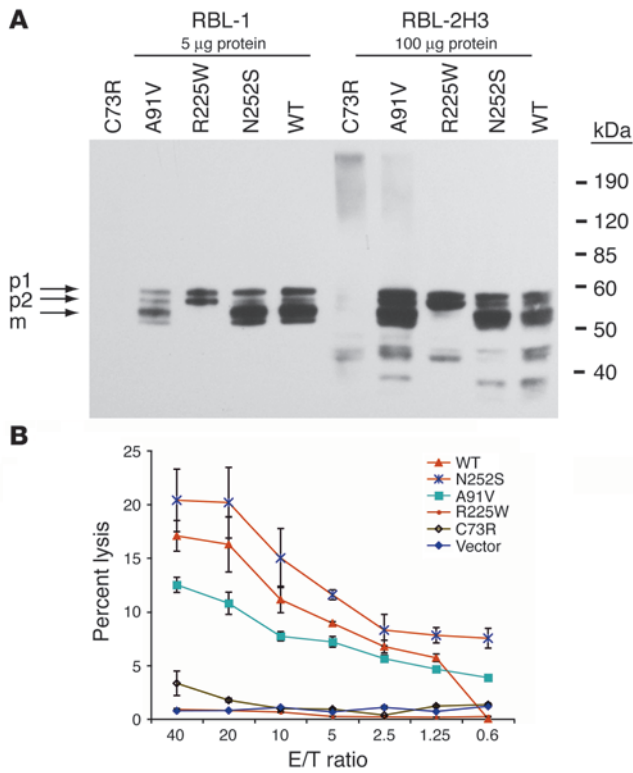 A
RBL-1 RBL-2H3
5 µg protein 100 µg protein
C73R A91V R225W N252S WT C73R A91V R225W N252S WT
kDa
190
120
85
60
50
40
p1
p2
m
B
25
20
15
10
5
0
Percent lysis
WT
N252S
A91V
R225W
C73R
Vector
40 20 10 5 2.5 1.25 0.6
E/T ratio